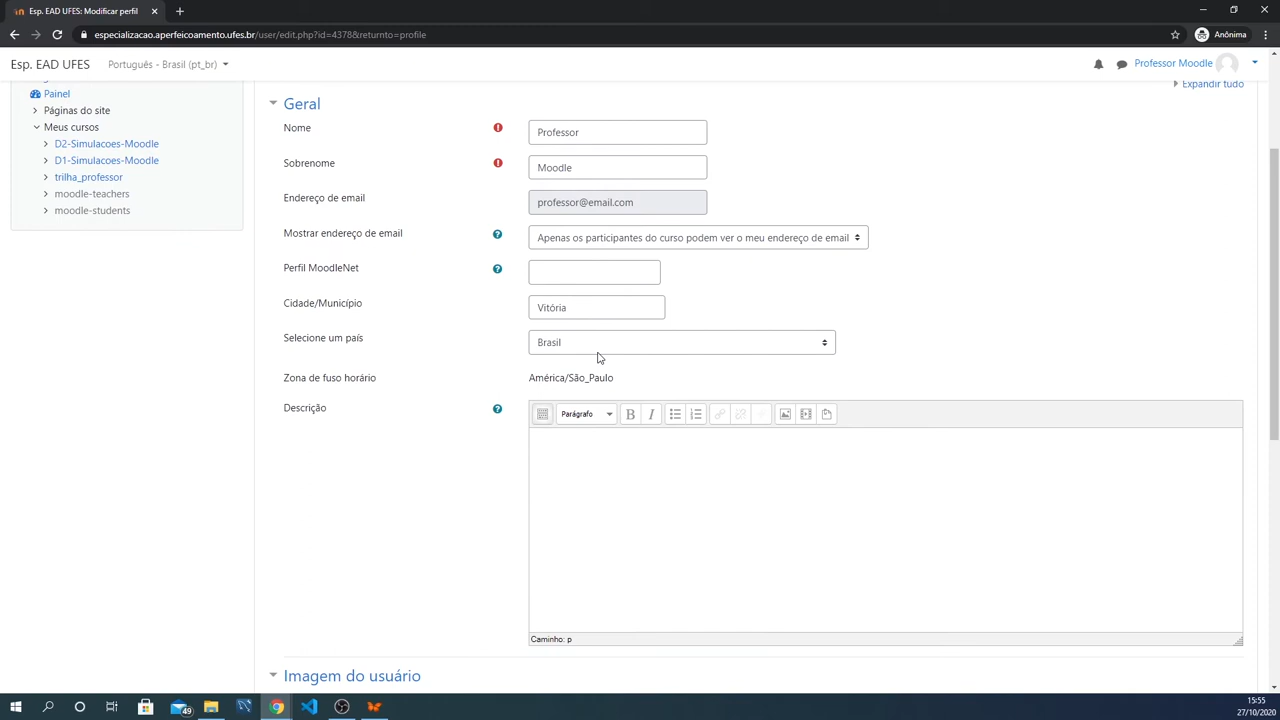 Esp. EAD UFES: Modificar perfil
especializacao.aperfeicoamento.ufes.br/user/edit.php?id=4378&returnto=profile
Anônima
Esp. EAD UFES
Português - Brasil (pt_br)
Professor Moodle
Painel
Páginas do site
Meus cursos
D2-Simulacoes-Moodle
D1-Simulacoes-Moodle
trilha_professor
moodle-teachers
moodle-students
Expandir tudo
Geral
Nome
Professor
Sobrenome
Moodle
Endereço de email
professor@email.com
Mostrar endereço de email
Apenas os participantes do curso podem ver o meu endereço de email
Perfil MoodleNet
Cidade/Município
Vitória
Selecione um país
Brasil
Zona de fuso horário
América/São_Paulo
Descrição
Parágrafo
B I
Caminho: p
Imagem do usuário
49
15:55
27/10/2020